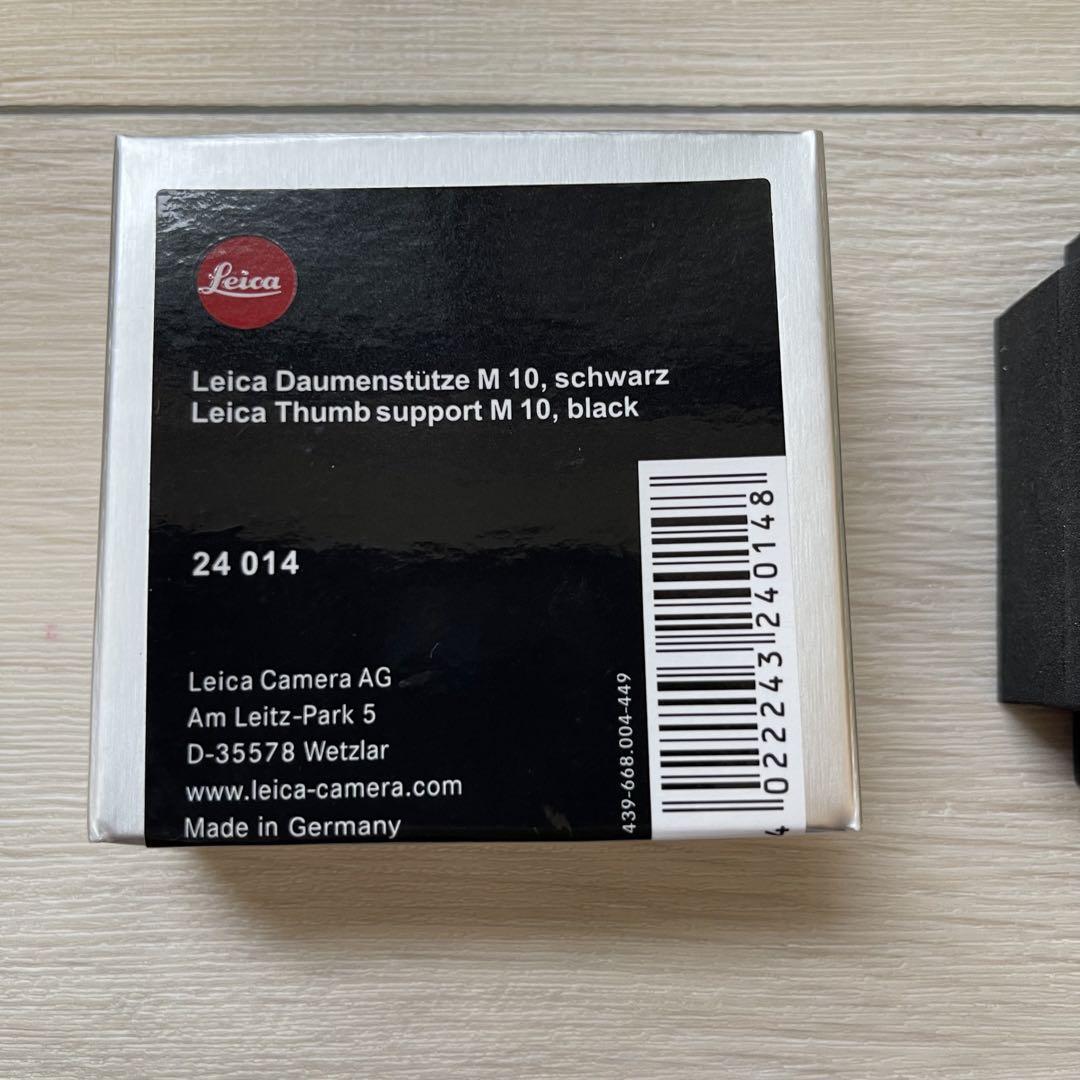 Leica
Leica Daumenstütze M 10, schwarz
Leica Thumb support M 10, black
24 014
Leica Camera AG
Am Leitz-Park 5
D-35578 Wetzlar
www.leica-camera.com
Made in Germany
439-668.004-449
4 022243 240148